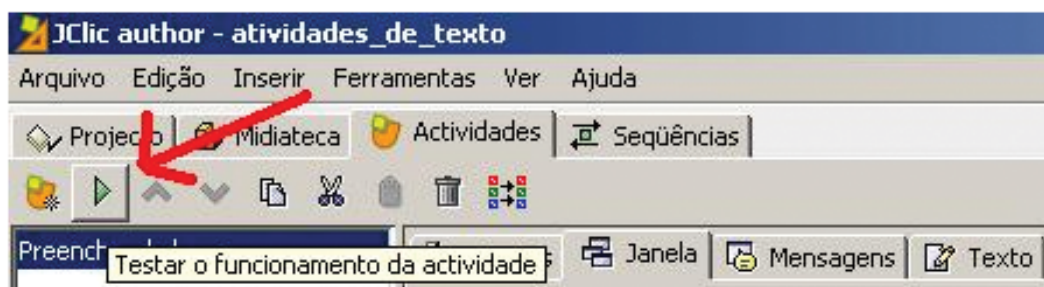 JClic author - atividades_de_texto
Arquivo Edição Inserir Ferramentas Ver Ajuda
Midiateca Actividades Seqüências
Testar o funcionamento da actividade Janela Mensagens Texto